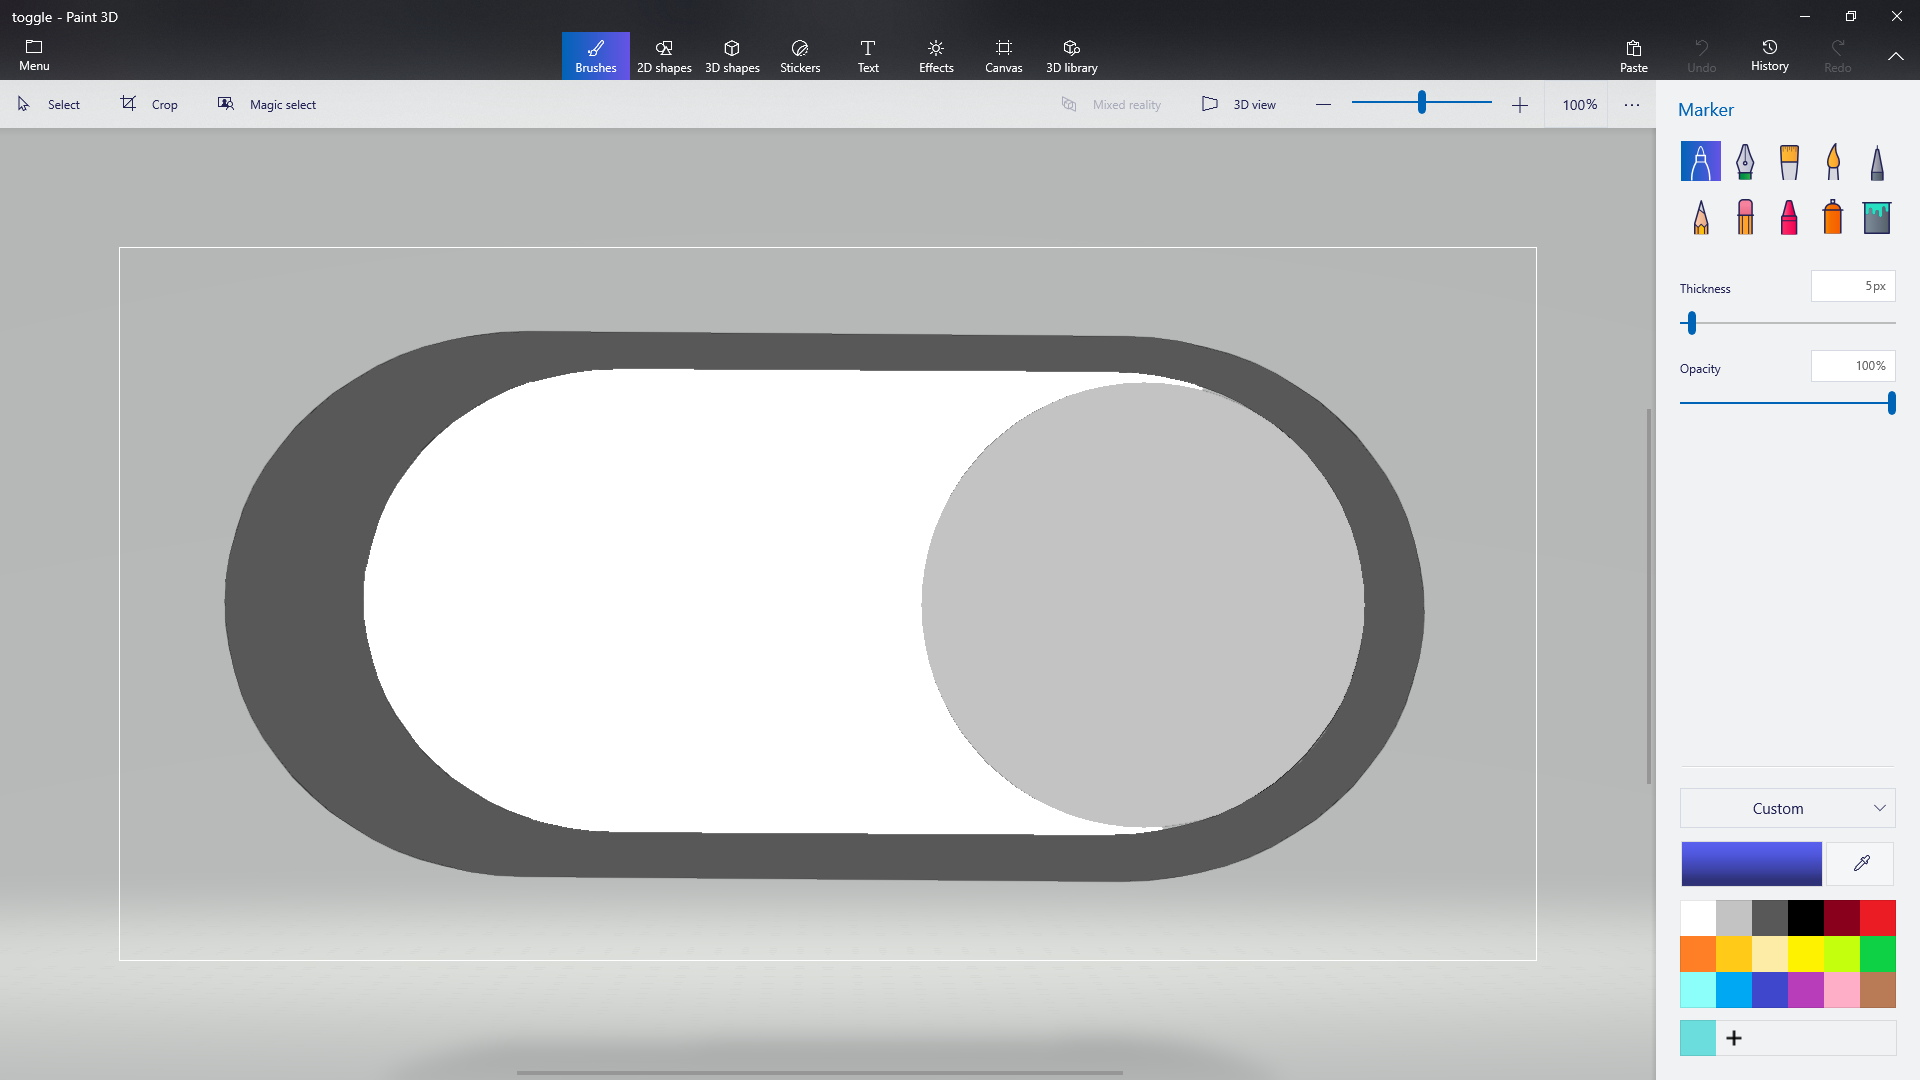 toggle - Paint 3D
Menu
Brushes
2D shapes
3D shapes
Stickers
Text
Effects
Canvas
3D library
Paste
Undo
History
Redo
Select
Crop
Magic select
Mixed reality
3D view
100%
Marker
Thickness
5px
Opacity
100%
Custom